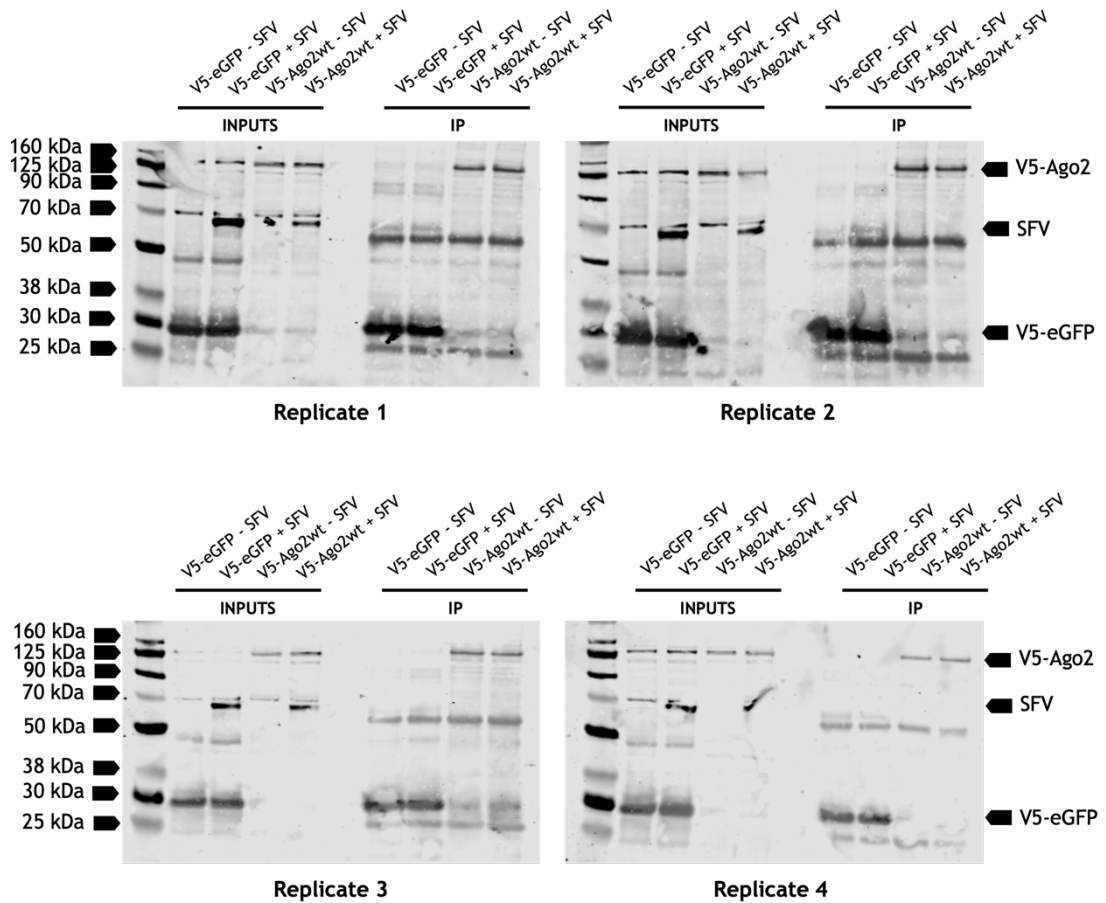 V5-eGFP - SFV
V5-eGFP + SFV
V5-Ago2wt - SFV
V5-Ago2wt + SFV
V5-eGFP - SFV
V5-eGFP + SFV
V5-Ago2wt - SFV
V5-Ago2wt + SFV
V5-eGFP - SFV
V5-eGFP + SFV
V5-Ago2wt - SFV
V5-Ago2wt + SFV
V5-eGFP - SFV
V5-eGFP + SFV
V5-Ago2wt - SFV
V5-Ago2wt + SFV
INPUTS
IP
INPUTS
IP
160 kDa
125 kDa
90 kDa
70 kDa
50 kDa
38 kDa
30 kDa
25 kDa
V5-Ago2
SFV
V5-eGFP
Replicate 1
Replicate 2
V5-eGFP - SFV
V5-eGFP + SFV
V5-Ago2wt - SFV
V5-Ago2wt + SFV
V5-eGFP - SFV
V5-eGFP + SFV
V5-Ago2wt - SFV
V5-Ago2wt + SFV
V5-eGFP - SFV
V5-eGFP + SFV
V5-Ago2wt - SFV
V5-Ago2wt + SFV
V5-eGFP - SFV
V5-eGFP + SFV
V5-Ago2wt - SFV
V5-Ago2wt + SFV
INPUTS
IP
INPUTS
IP
160 kDa
125 kDa
90 kDa
70 kDa
50 kDa
38 kDa
30 kDa
25 kDa
V5-Ago2
SFV
V5-eGFP
Replicate 3
Replicate 4